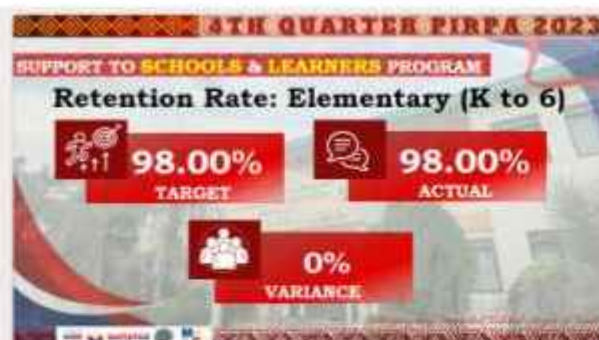 4TH QUARTER PIRPA 2023
SUPPORT TO SCHOOLS & LEARNERS PROGRAM
Retention Rate: Elementary (K to 6)
98.00%
TARGET
98.00%
ACTUAL
0%
VARIANCE